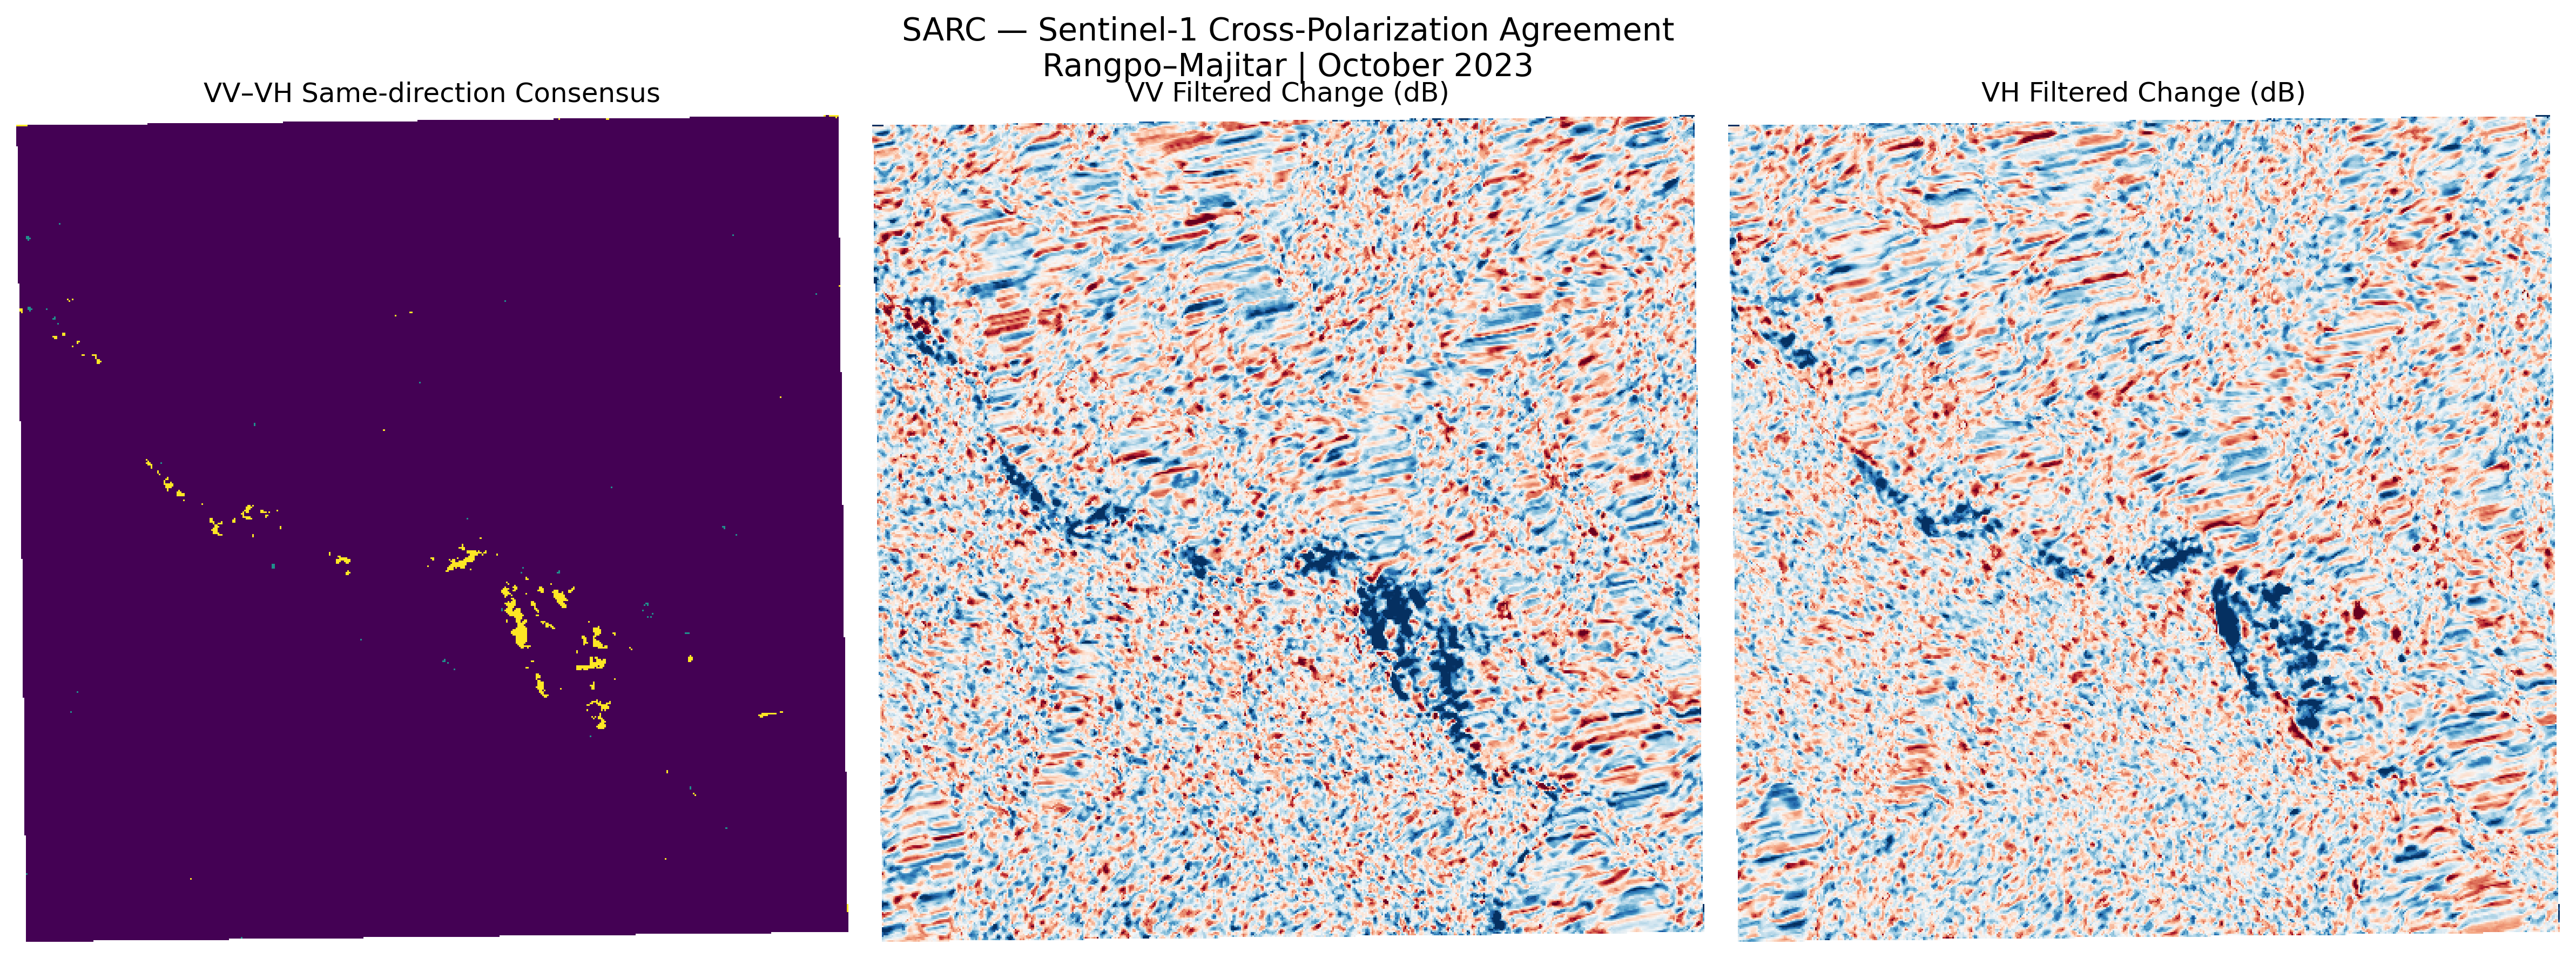 SARC — Sentinel-1 Cross-Polarization Agreement
Rangpo–Majitar | October 2023
VV–VH Same-direction Consensus
VV Filtered Change (dB)
VH Filtered Change (dB)